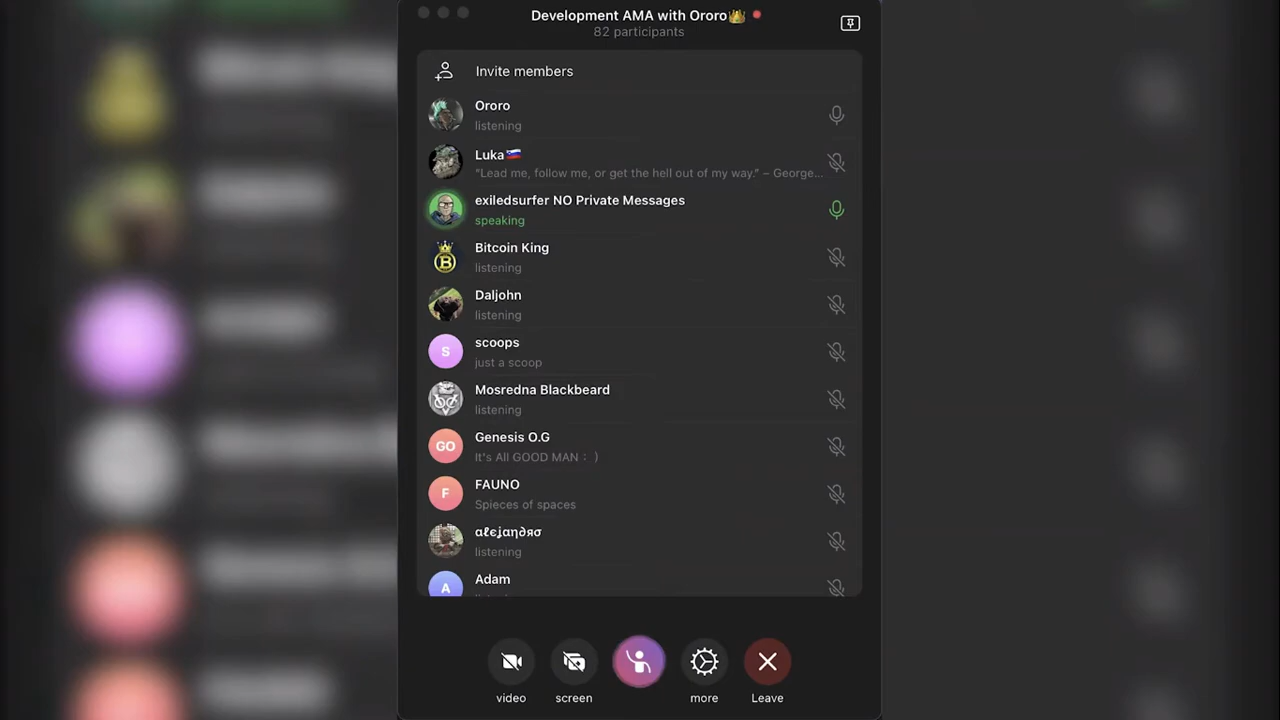 Development AMA with Ororo👑
82 participants
Invite members
Ororo
listening
Luka🇸🇮
"Lead me, follow me, or get the hell out of my way." – George...
exiledsurfer NO Private Messages
speaking
Bitcoin King
listening
B
Daljohn
listening
scoops
S
just a scoop
Mosredna Blackbeard
listening
Genesis O.G
GO
It's All GOOD MAN : )
FAUNO
F
Spieces of spaces
αℓєʝαη∂яσ
listening
Adam
A
video
screen
more
Leave